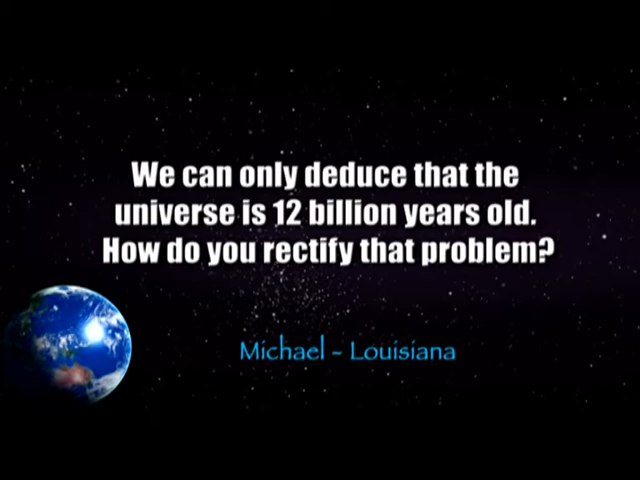 We can only deduce that the
universe is 12 billion years old.
How do you rectify that problem?
Michael - Louisiana